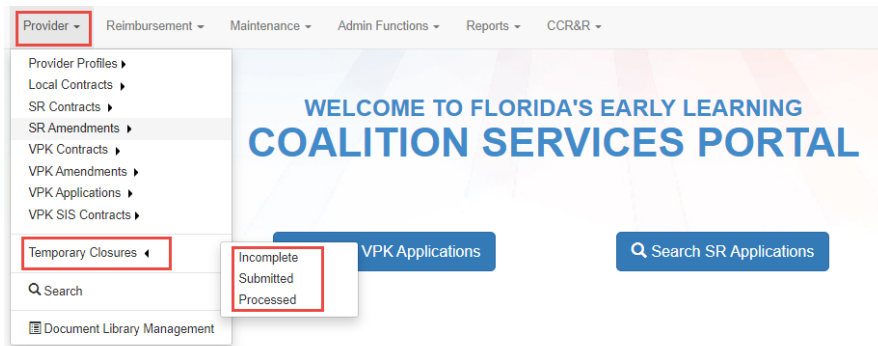 Provider Reimbursement Maintenance Admin Functions Reports CCR&R
Provider Profiles
Local Contracts
SR Contracts
SR Amendments
VPK Contracts
VPK Amendments
VPK Applications
VPK SIS Contracts
Temporary Closures
Incomplete
Submitted
Processed
Search
Document Library Management
WELCOME TO FLORIDA'S EARLY LEARNING
COALITION SERVICES PORTAL
VPK Applications
Search SR Applications